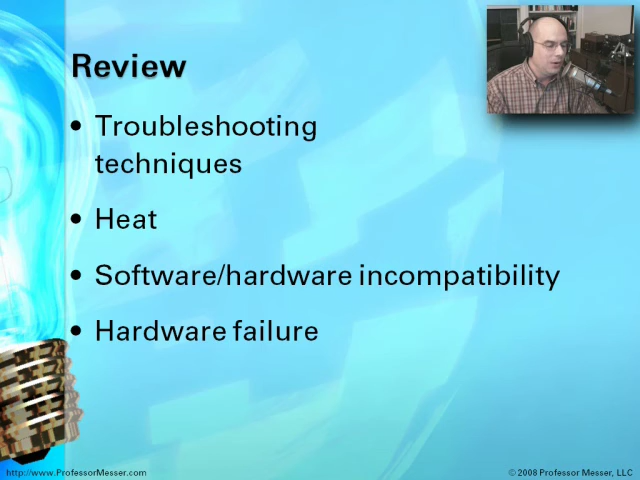 Review
• Troubleshooting
techniques
• Heat
• Software/hardware incompatibility
• Hardware failure
http://www.ProfessorMesser.com
© 2008 Professor Messer, LLC